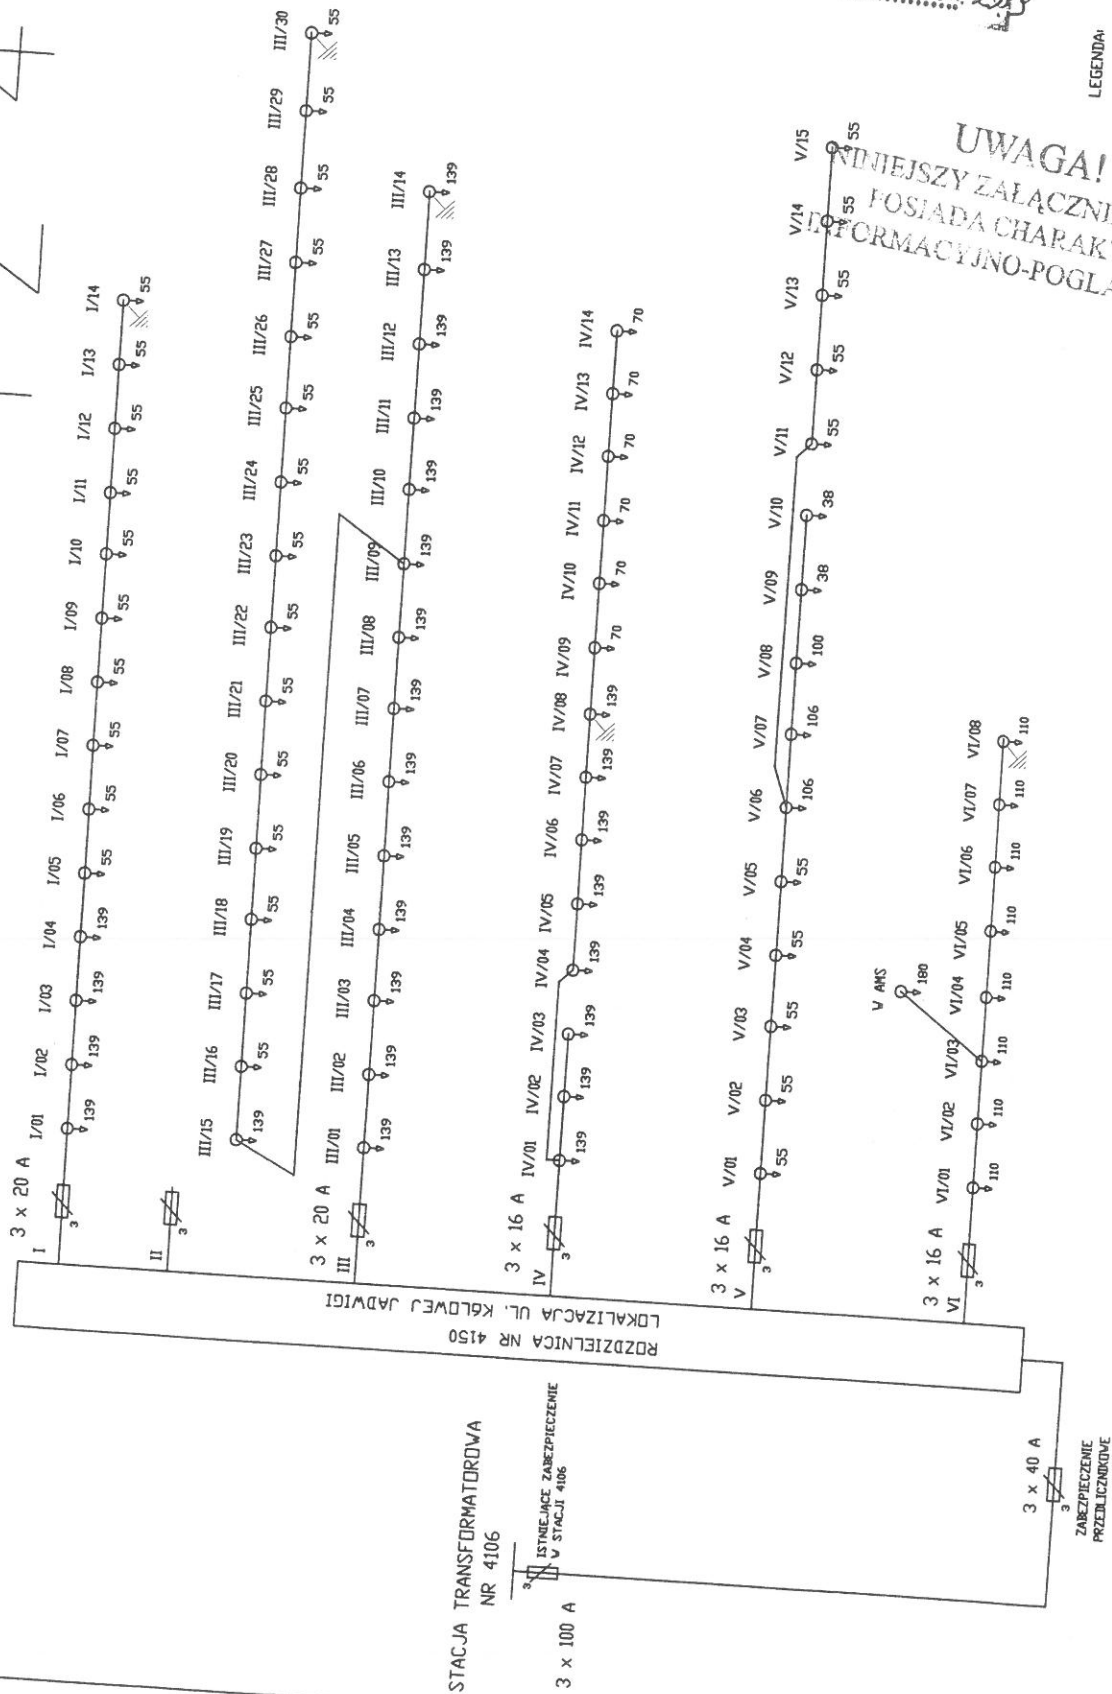 LEGENDA:
UWAGA!
NINIEJSZY ZAŁĄCZNI
POSIADA CHARAK
INFORMACYJNO-POGLĄ
3 x 20 A
I
I/01 139
I/02 139
I/03 139
I/04 139
I/05 55
I/06 55
I/07 55
I/08 55
I/09 55
I/10 55
I/11 55
I/12 55
I/13 55
I/14 55
3
II
3
III/15 139
III/16 55
III/17 55
III/18 55
III/19 55
III/20 55
III/21 55
III/22 55
III/23 55
III/24 55
III/25 55
III/26 55
III/27 55
III/28 55
III/29 55
III/30 55
3 x 20 A
III
3
III/01 139
III/02 139
III/03 139
III/04 139
III/05 139
III/06 139
III/07 139
III/08 139
III/09 139
III/10 139
III/11 139
III/12 139
III/13 139
III/14 139
3 x 16 A
IV
3
IV/01 139
IV/02 139
IV/03 139
IV/04 139
IV/05 139
IV/06 139
IV/07 139
IV/08 139
IV/09 70
IV/10 70
IV/11 70
IV/12 70
IV/13 70
IV/14 70
3 x 16 A
V
3
V/01 55
V/02 55
V/03 55
V/04 55
V/05 55
V/06 106
V/07 106
V/08 100
V/09 38
V/10 38
V/11 55
V/12 55
V/13 55
V/14 55
V/15 55
3 x 16 A
VI
3
VI/01 110
VI/02 110
VI/03 110
W AMS 180
VI/04 110
VI/05 110
VI/06 110
VI/07 110
VI/08 110
ROZDZIELNICA NR 4150
LOKALIZACJA UL. KÓLOWEJ JADWIGI
STACJA TRANSFORMATOROWA
NR 4106
3
ISTNIEJĄCE ZABEZPIECZENIE
W STACJI 4106
3 x 100 A
3 x 40 A
3
ZABEZPIECZENIE
PRZEDLICZNIKOWE